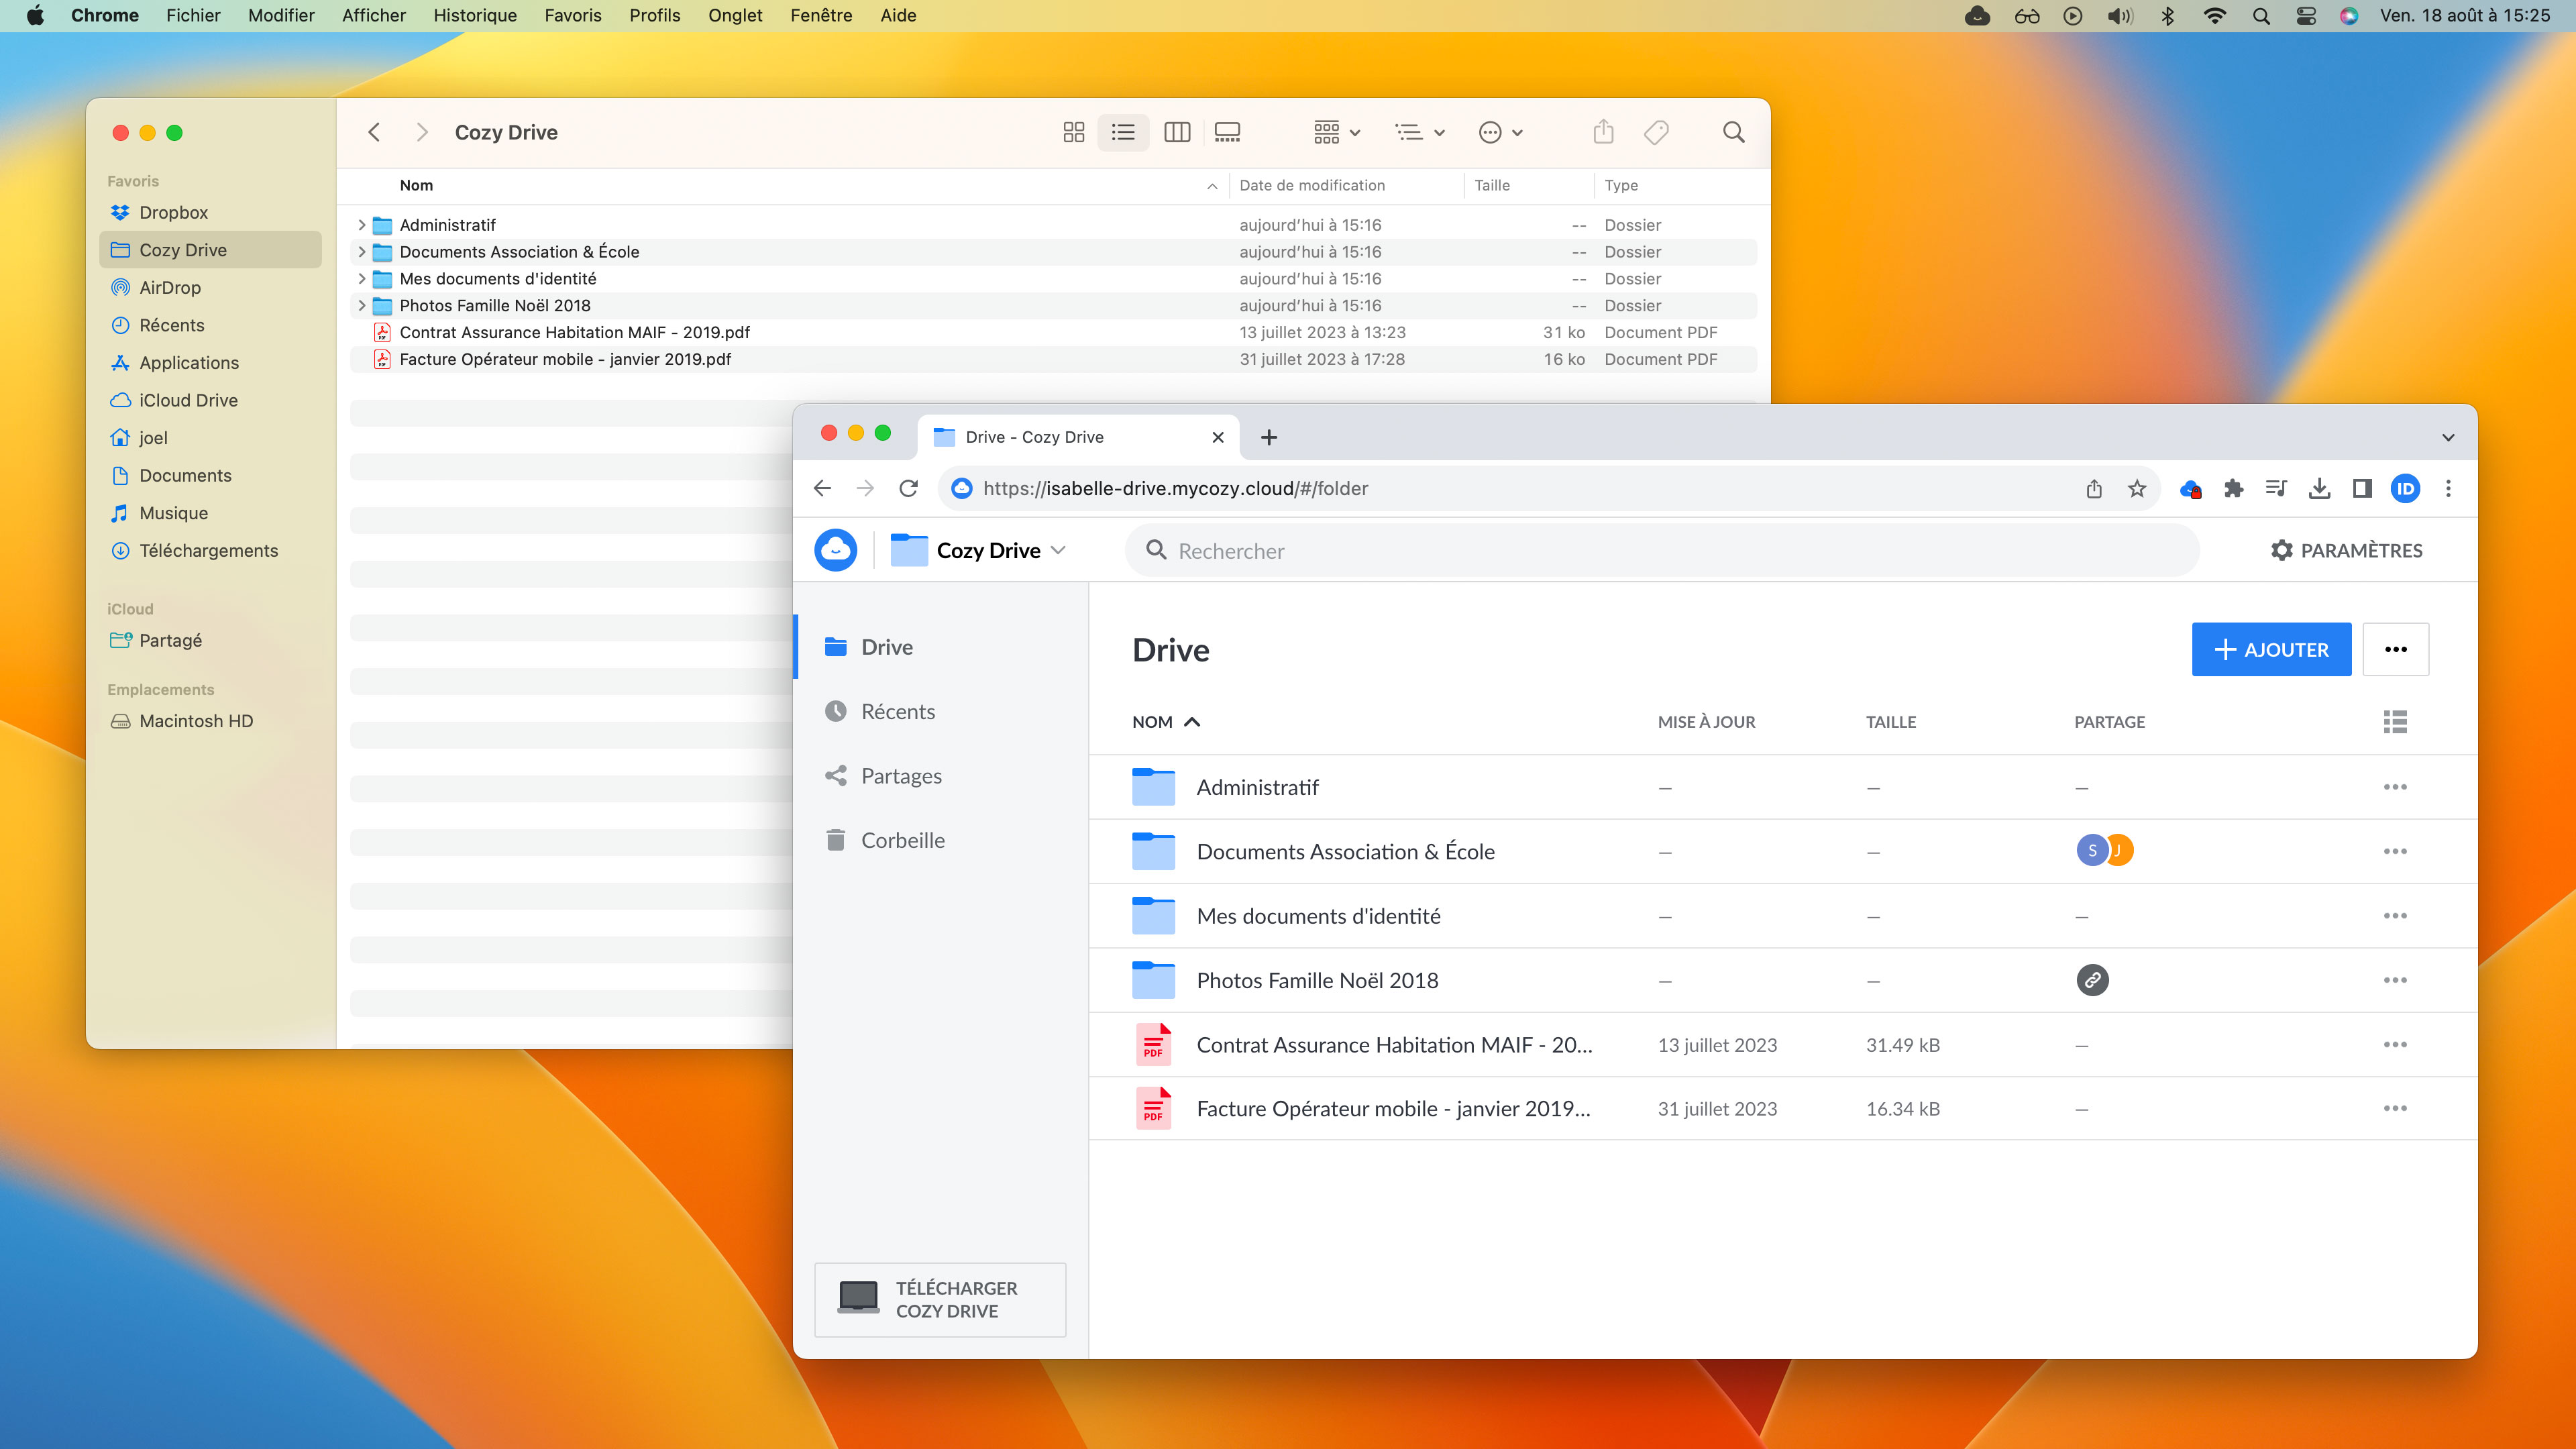 Chrome Fichier Modifier Afficher Historique Favoris Profils Onglet Fenêtre Aide Ven. 18 août à 15:25
Cozy Drive
Favoris
Dropbox
Cozy Drive
AirDrop
Récents
Applications
iCloud Drive
joel
Documents
Musique
Téléchargements
iCloud
Partagé
Emplacements
Macintosh HD
Nom Date de modification Taille Type
Administratif aujourd'hui à 15:16 -- Dossier
Documents Association & École aujourd'hui à 15:16 -- Dossier
Mes documents d'identité aujourd'hui à 15:16 -- Dossier
Photos Famille Noël 2018 aujourd'hui à 15:16 -- Dossier
Contrat Assurance Habitation MAIF - 2019.pdf 13 juillet 2023 à 13:23 31 ko Document PDF
Facture Opérateur mobile - janvier 2019.pdf 31 juillet 2023 à 17:28 16 ko Document PDF
Drive - Cozy Drive
https://isabelle-drive.mycozy.cloud/#/folder ID
Cozy Drive Rechercher PARAMÈTRES
Drive
Récents
Partages
Corbeille
TÉLÉCHARGER
COZY DRIVE
Drive AJOUTER
NOM MISE À JOUR TAILLE PARTAGE
Administratif — — —
Documents Association & École — — S J
Mes documents d'identité — — —
Photos Famille Noël 2018 — —
PDF Contrat Assurance Habitation MAIF - 20... 13 juillet 2023 31.49 kB —
PDF Facture Opérateur mobile - janvier 2019... 31 juillet 2023 16.34 kB —